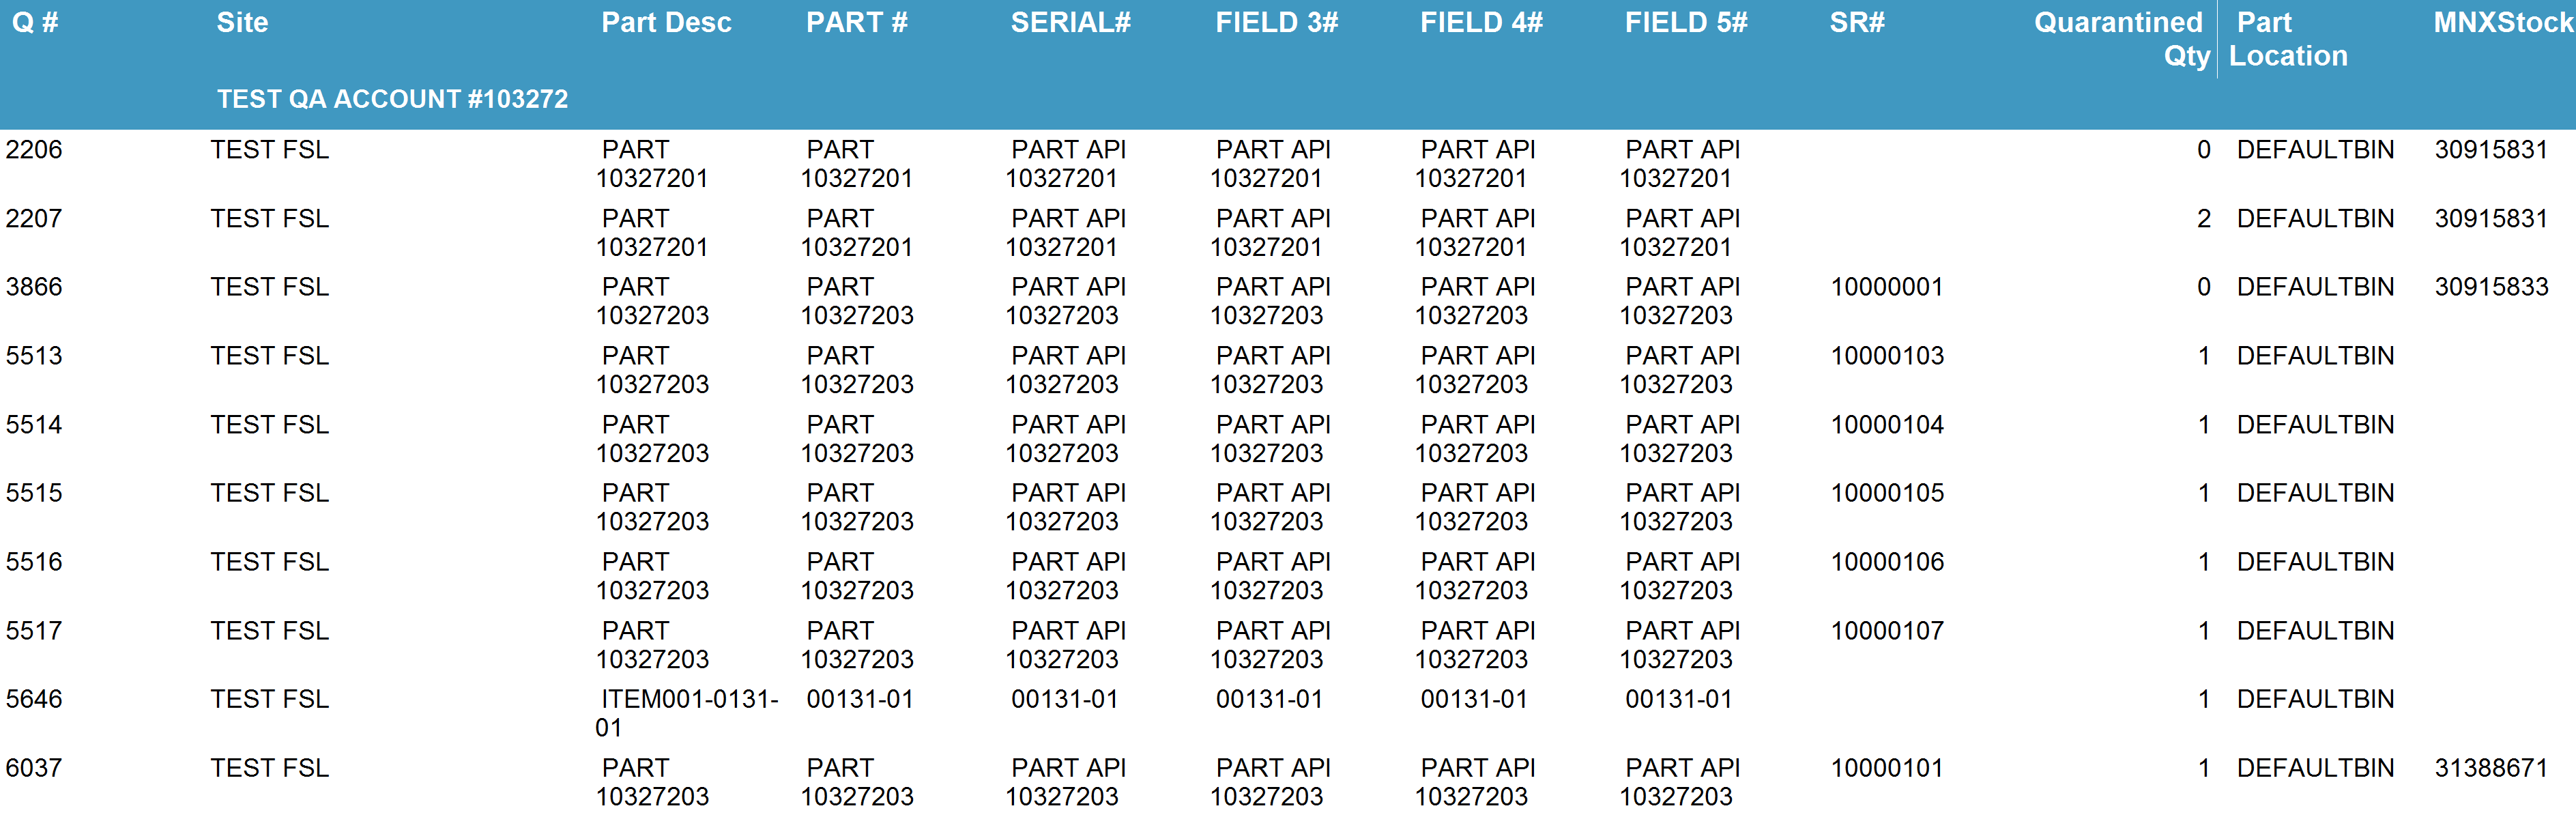 Q # Site Part Desc PART # SERIAL# FIELD 3# FIELD 4# FIELD 5# SR# Quarantined Part MNXStock
Qty Location
TEST QA ACCOUNT #103272
2206 TEST FSL PART PART PART API PART API PART API PART API 0 DEFAULTBIN 30915831
10327201 10327201 10327201 10327201 10327201 10327201
2207 TEST FSL PART PART PART API PART API PART API PART API 2 DEFAULTBIN 30915831
10327201 10327201 10327201 10327201 10327201 10327201
3866 TEST FSL PART PART PART API PART API PART API PART API 10000001 0 DEFAULTBIN 30915833
10327203 10327203 10327203 10327203 10327203 10327203
5513 TEST FSL PART PART PART API PART API PART API PART API 10000103 1 DEFAULTBIN
10327203 10327203 10327203 10327203 10327203 10327203
5514 TEST FSL PART PART PART API PART API PART API PART API 10000104 1 DEFAULTBIN
10327203 10327203 10327203 10327203 10327203 10327203
5515 TEST FSL PART PART PART API PART API PART API PART API 10000105 1 DEFAULTBIN
10327203 10327203 10327203 10327203 10327203 10327203
5516 TEST FSL PART PART PART API PART API PART API PART API 10000106 1 DEFAULTBIN
10327203 10327203 10327203 10327203 10327203 10327203
5517 TEST FSL PART PART PART API PART API PART API PART API 10000107 1 DEFAULTBIN
10327203 10327203 10327203 10327203 10327203 10327203
5646 TEST FSL ITEM001-0131- 00131-01 00131-01 00131-01 00131-01 00131-01 1 DEFAULTBIN
01
6037 TEST FSL PART PART PART API PART API PART API PART API 10000101 1 DEFAULTBIN 31388671
10327203 10327203 10327203 10327203 10327203 10327203